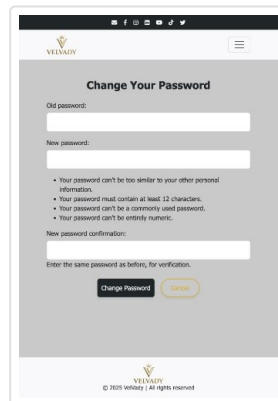 VELVADY
Change Your Password
Old password:
New password:
• Your password can't be too similar to your other personal
information.
• Your password must contain at least 12 characters.
• Your password can't be a commonly used password.
• Your password can't be entirely numeric.
New password confirmation:
Enter the same password as before, for verification.
Change Password Cancel
VELVADY
© 2025 VelVady | All rights reserved